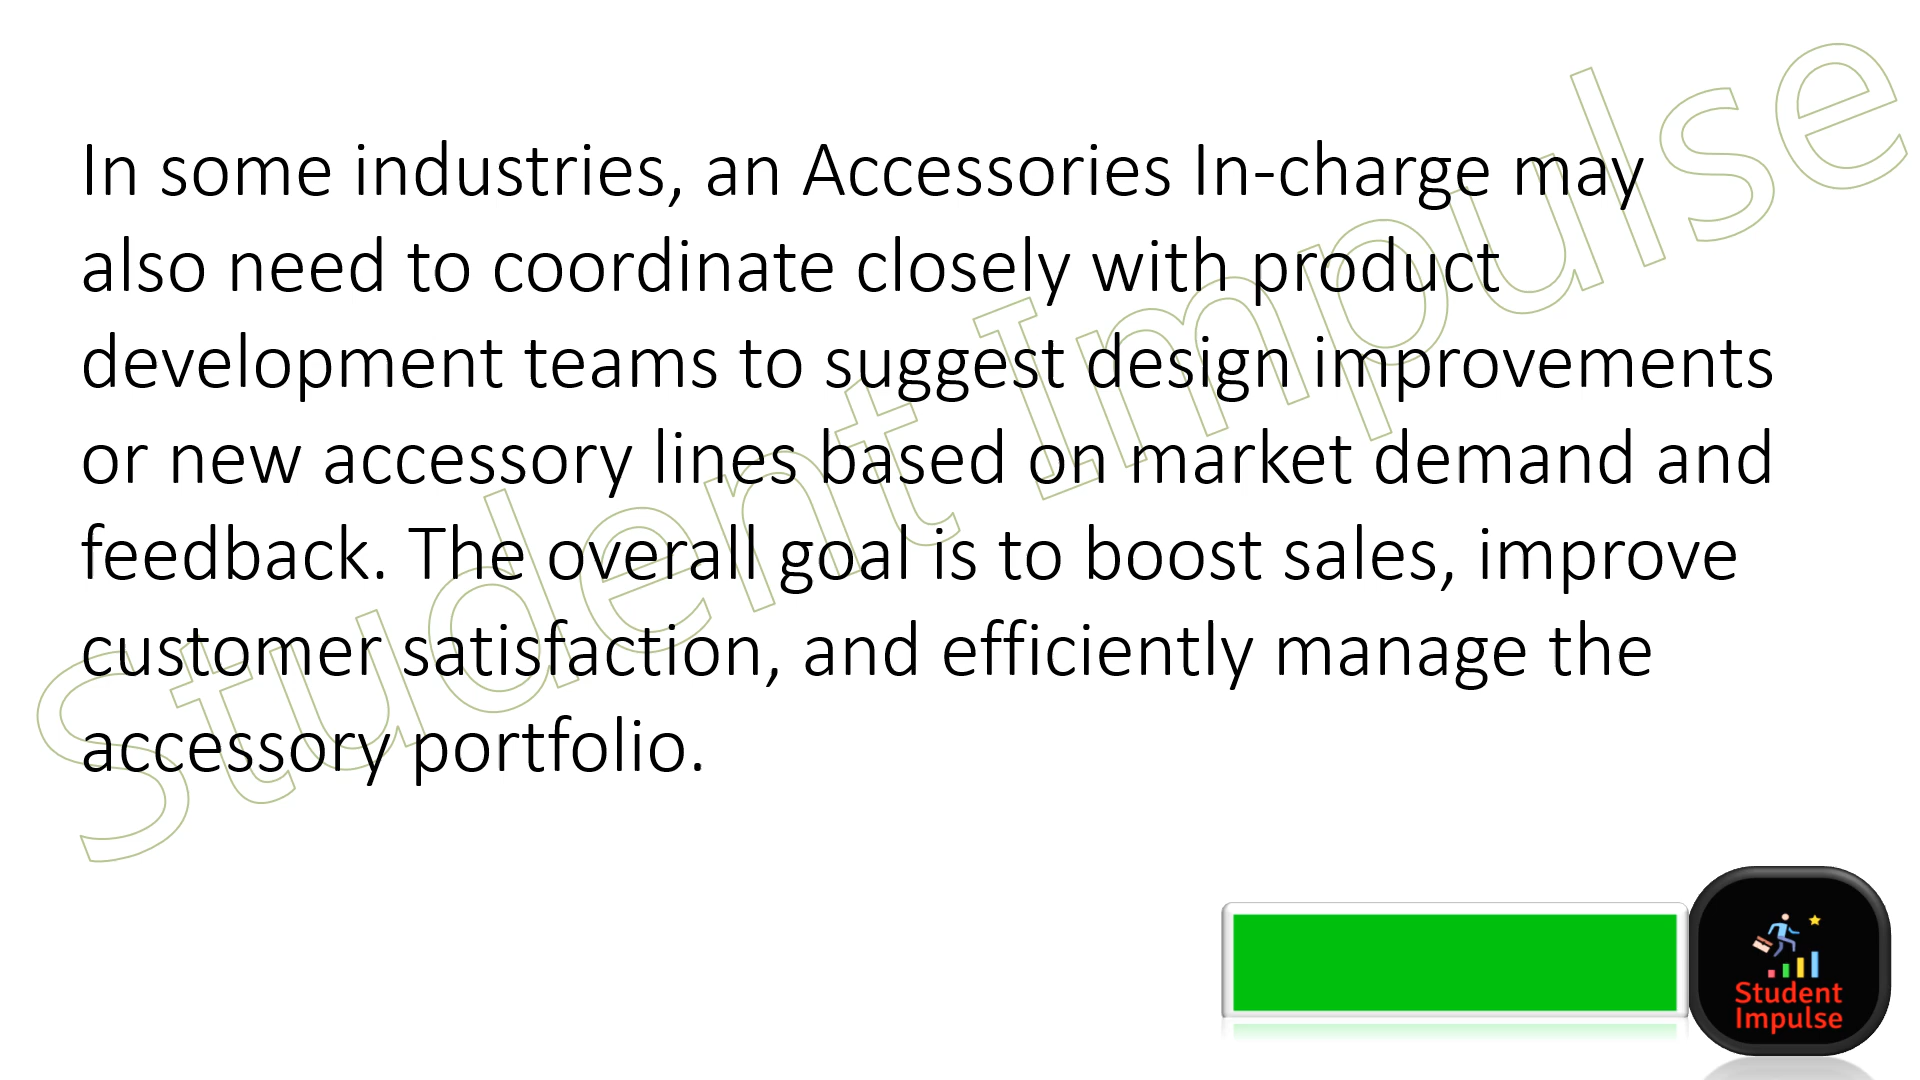 In some industries, an Accessories In-charge may
also need to coordinate closely with product
development teams to suggest design improvements
or new accessory lines based on market demand and
feedback. The overall goal is to boost sales, improve
customer satisfaction, and efficiently manage the
accessory portfolio.
Student Impulse
Student
Impulse